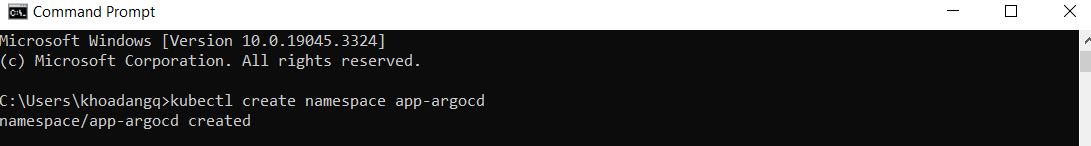 Command Prompt
Microsoft Windows [Version 10.0.19045.3324]
(c) Microsoft Corporation. All rights reserved.
C:\Users\khoadangq>kubectl create namespace app-argocd
namespace/app-argocd created